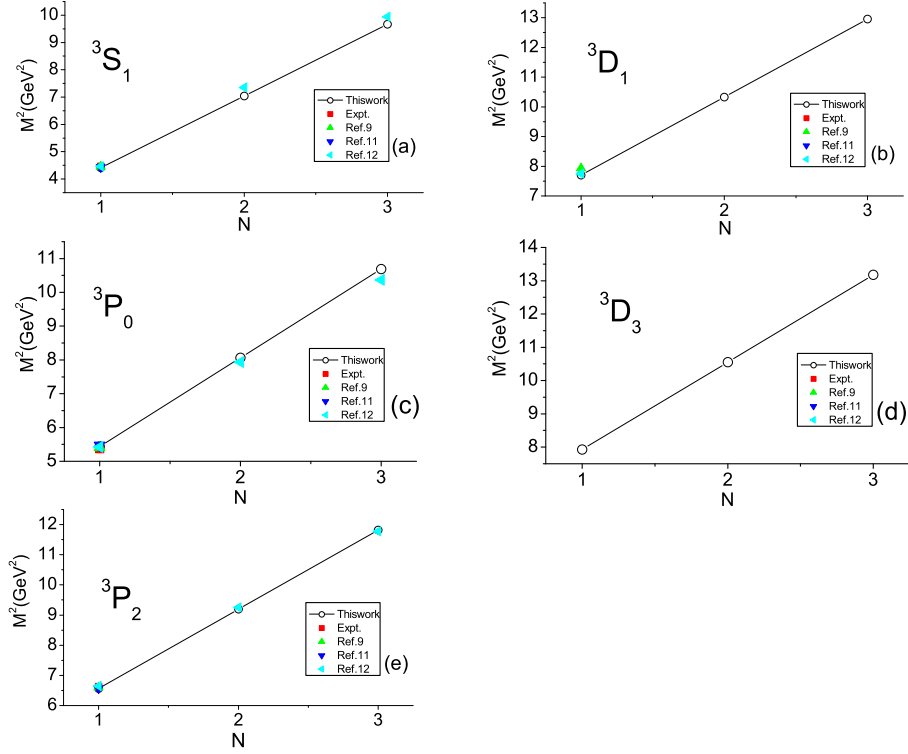 10
9
8
7
6
5
4
M²(GeV²)
³S₁
Thiswork
Expt.
Ref.9
Ref.11
Ref.12
(a)
1 2 3
N
13
12
11
10
9
8
7
M²(GeV²)
³D₁
Thiswork
Expt.
Ref.9
Ref.11
Ref.12
(b)
1 2 3
N
11
10
9
8
7
6
5
M²(GeV²)
³P₀
Thiswork
Expt.
Ref.9
Ref.11
Ref.12
(c)
1 2 3
N
14
13
12
11
10
9
8
M²(GeV²)
³D₃
Thiswork
Expt.
Ref.9
Ref.11
Ref.12
(d)
1 2 3
N
12
11
10
9
8
7
6
M²(GeV²)
³P₂
Thiswork
Expt.
Ref.9
Ref.11
Ref.12
(e)
1 2 3
N